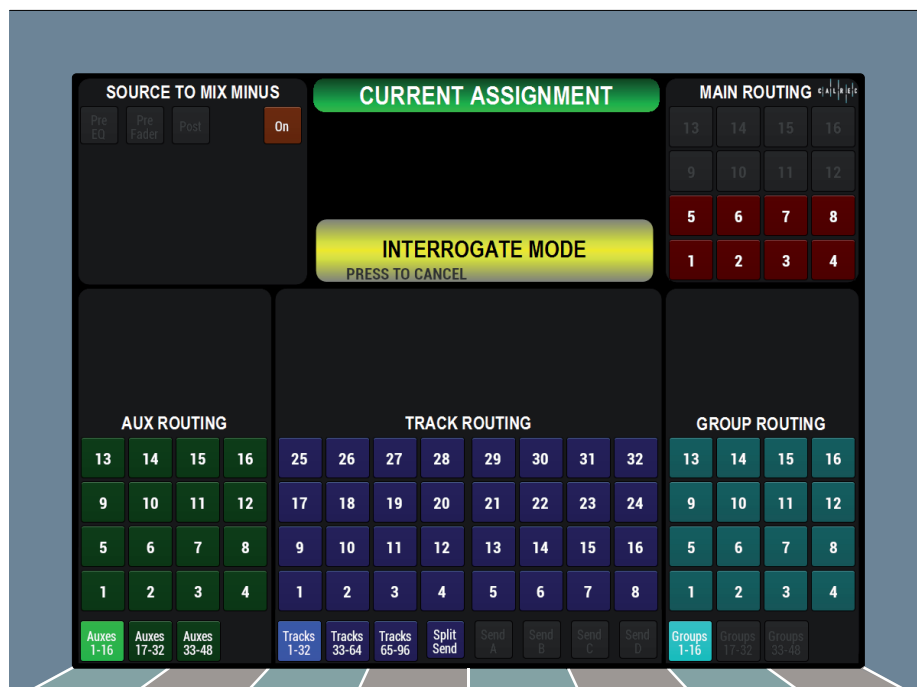 SOURCE TO MIX MINUS
Pre EQ
Pre Fader
Post
On
CURRENT ASSIGNMENT
INTERROGATE MODE
PRESS TO CANCEL
MAIN ROUTING
CALREC
13 14 15 16
9 10 11 12
5 6 7 8
1 2 3 4
AUX ROUTING
13 14 15 16
9 10 11 12
5 6 7 8
1 2 3 4
Auxes 1-16
Auxes 17-32
Auxes 33-48
TRACK ROUTING
25 26 27 28 29 30 31 32
17 18 19 20 21 22 23 24
9 10 11 12 13 14 15 16
1 2 3 4 5 6 7 8
Tracks 1-32
Tracks 33-64
Tracks 65-96
Split Send
Send A
Send B
Send C
Send D
GROUP ROUTING
13 14 15 16
9 10 11 12
5 6 7 8
1 2 3 4
Groups 1-16
Groups 17-32
Groups 33-48